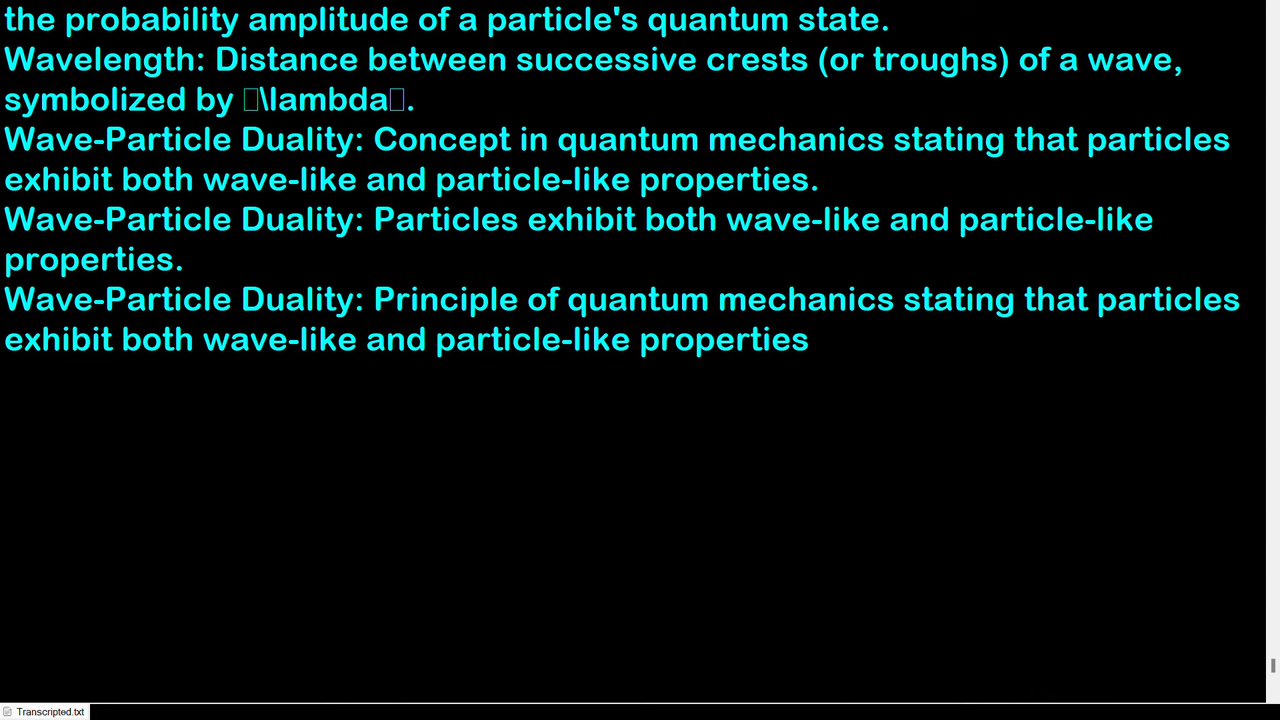 the probability amplitude of a particle's quantum state.
Wavelength: Distance between successive crests (or troughs) of a wave,
symbolized by □\lambda□.
Wave-Particle Duality: Concept in quantum mechanics stating that particles
exhibit both wave-like and particle-like properties.
Wave-Particle Duality: Particles exhibit both wave-like and particle-like
properties.
Wave-Particle Duality: Principle of quantum mechanics stating that particles
exhibit both wave-like and particle-like properties
Transcripted.txt